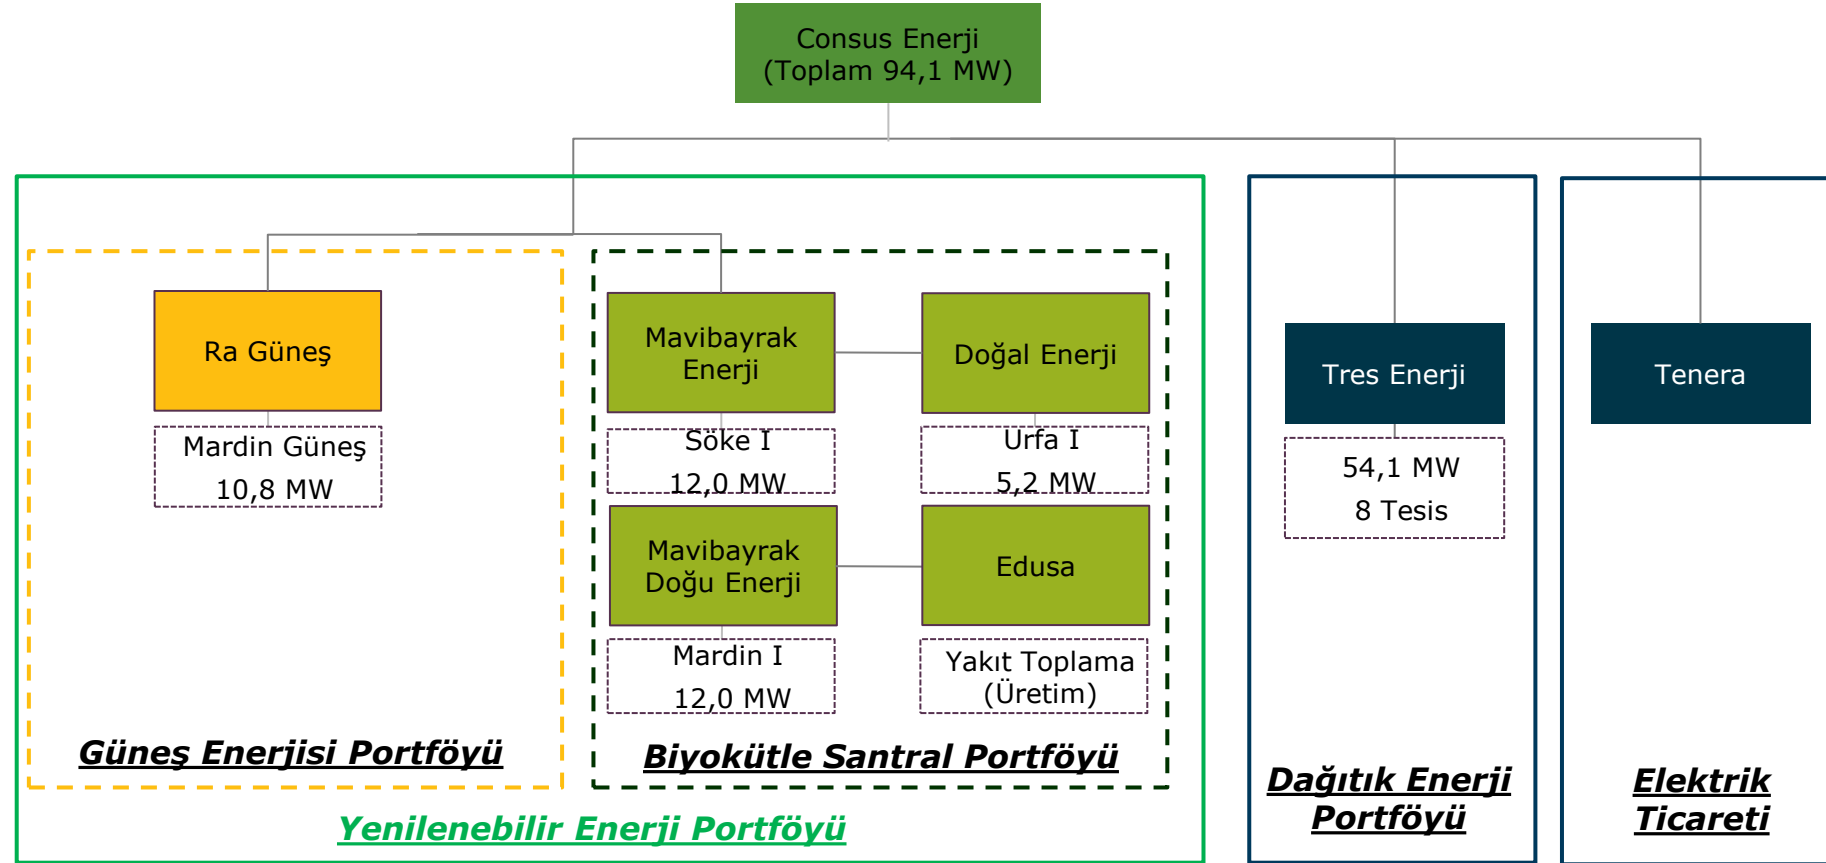 Consus Enerji
(Toplam 94,1 MW)
Ra Güneş
Mardin Güneş
10,8 MW
Güneş Enerjisi Portföyü
Mavibayrak
Enerji
Söke I
12,0 MW
Doğal Enerji
Urfa I
5,2 MW
Mavibayrak
Doğu Enerji
Mardin I
12,0 MW
Edusa
Yakıt Toplama
(Üretim)
Biyokütle Santral Portföyü
Yenilenebilir Enerji Portföyü
Tres Enerji
54,1 MW
8 Tesis
Dağıtık Enerji
Portföyü
Tenera
Elektrik
Ticareti